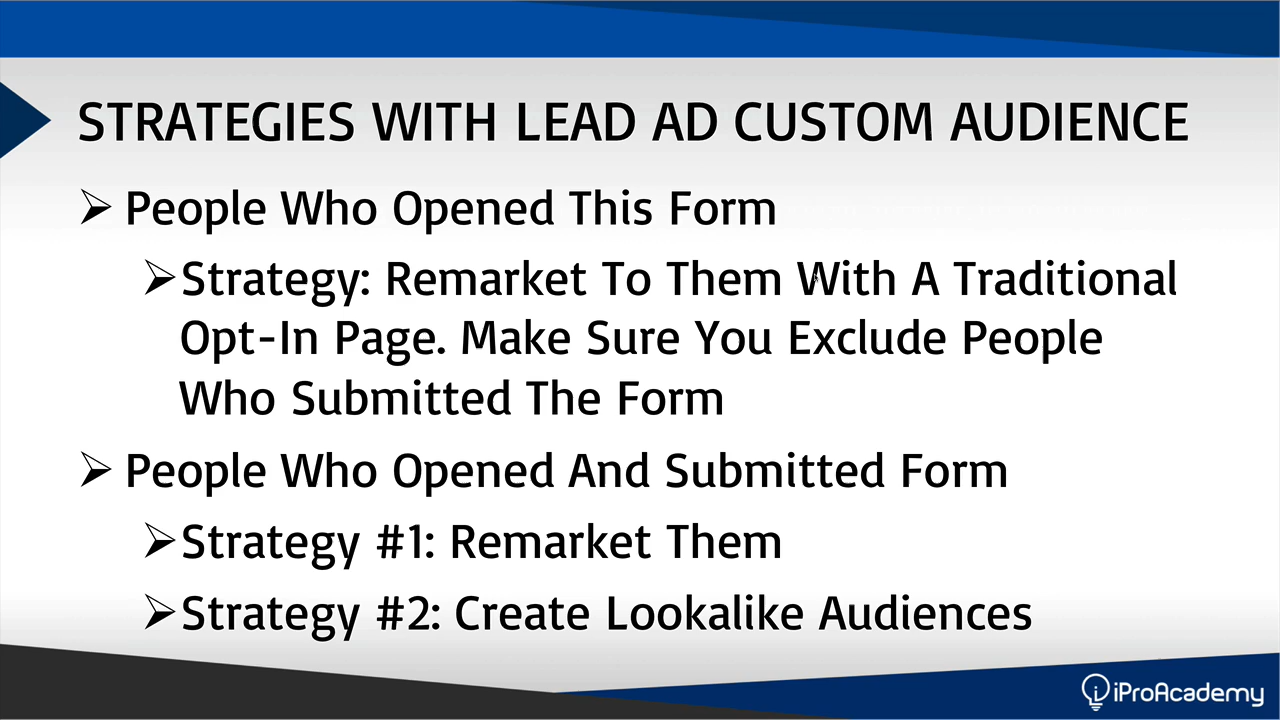 STRATEGIES WITH LEAD AD CUSTOM AUDIENCE
People Who Opened This Form
Strategy: Remarket To Them With A Traditional
Opt-In Page. Make Sure You Exclude People
Who Submitted The Form
People Who Opened And Submitted Form
Strategy #1: Remarket Them
Strategy #2: Create Lookalike Audiences
iProAcademy